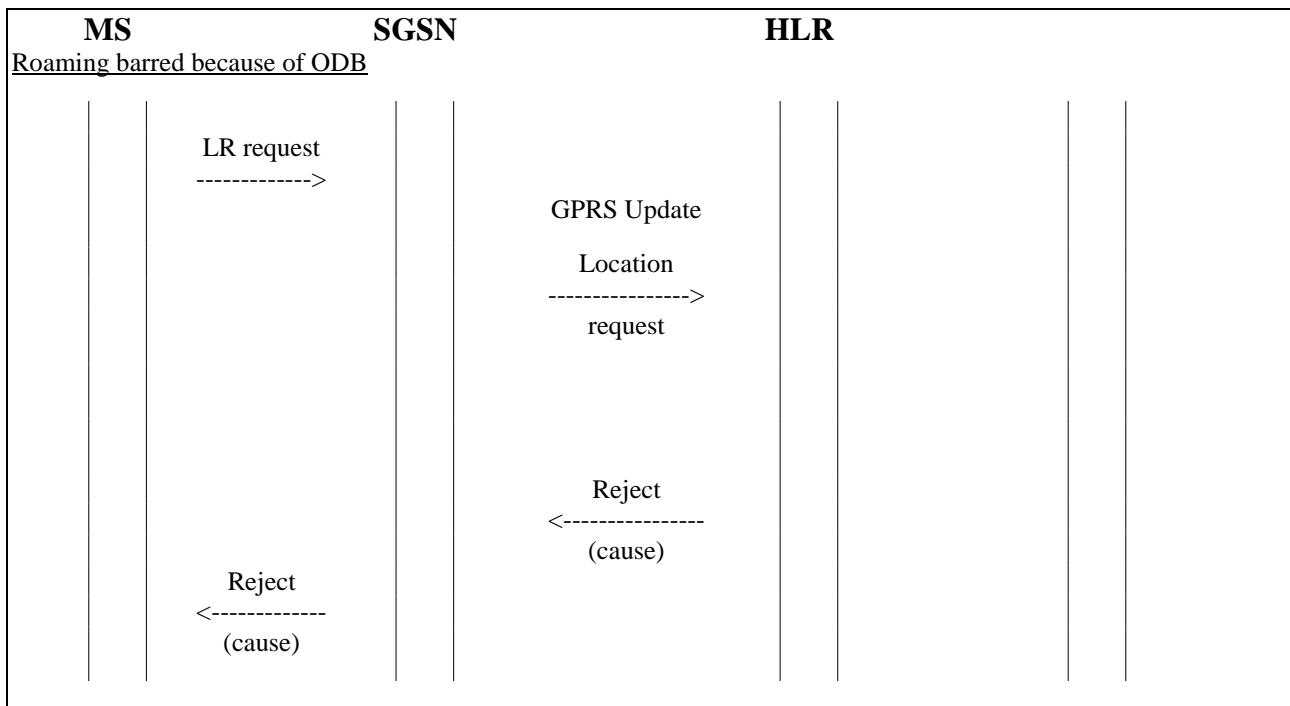 MS SGSN HLR
Roaming barred because of ODB
LR request
------------->
GPRS Update
Location
---------------->
request
Reject
<----------------
(cause)
Reject
<-------------
(cause)